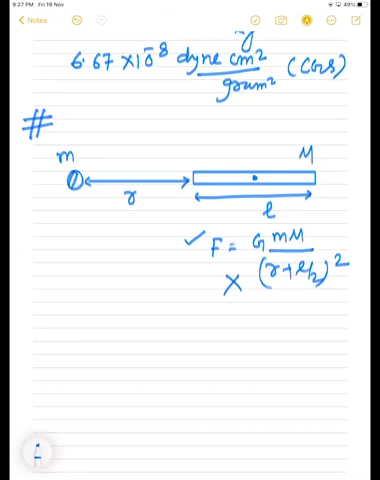 9:27 PM Fri 19 Nov
49%
Notes
6.67 × 10⁻⁸ dyne cm² / gram² (CGS)
#
m
M
r
l
✓ F = G mM / (r + l/2)²
×